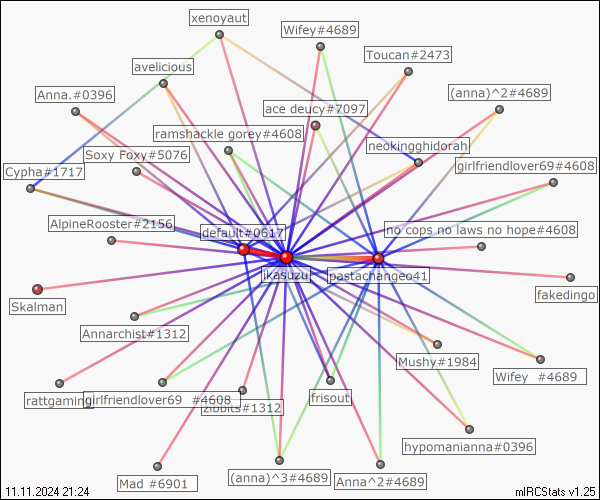 xenoyaut
Wifey#4689
Toucan#2473
avelicious
Anna.#0396
(anna)^2#4689
ace deucy#7097
ramshackle gorey#4608
neokingghidorah
Soxy Foxy#5076
girlfriendlover69#4608
Cypha#1717
AlpineRooster#2156
default#0617
no cops no laws no hope#4608
ikasuzu
pastachangeo41
fakedingo
Skalman
Annarchist#1312
Mushy#1984
Wifey #4689
rattgaming
girlfriendlover69 #4608
zibbits#1312
frisout
hypomanianna#0396
Mad #6901
(anna)^3#4689
Anna^2#4689
11.11.2024 21:24
mIRCStats v1.25